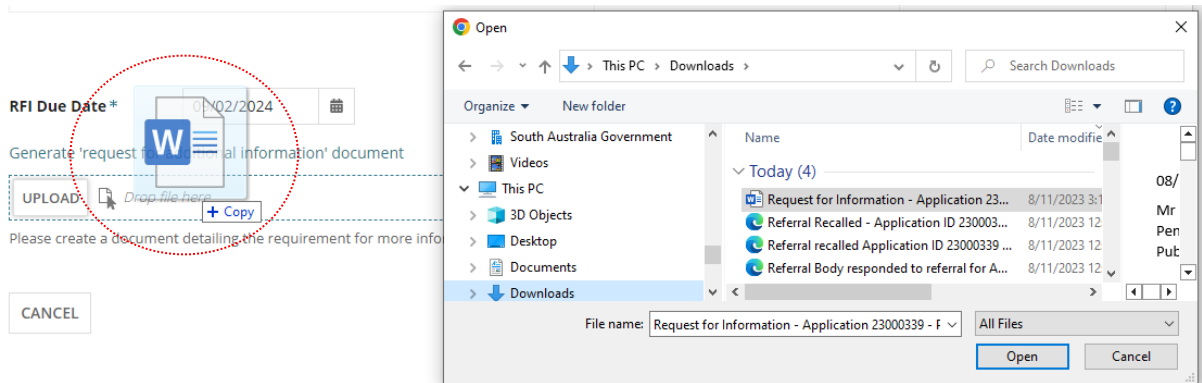 RFI Due Date *
09/02/2024
Generate 'request for additional information' document
UPLOAD
Drop file here
+ Copy
Please create a document detailing the requirement for more infor
CANCEL
Open
This PC > Downloads >
Search Downloads
Organize
New folder
South Australia Government
Videos
This PC
3D Objects
Desktop
Documents
Downloads
Name
Date modifie
Today (4)
Request for Information - Application 23... 8/11/2023 3:1
Referral Recalled - Application ID 230003... 8/11/2023 12:
Referral recalled Application ID 23000339 ... 8/11/2023 12:
Referral Body responded to referral for A... 8/11/2023 12:
08/
Mr
Pen
Pub
File name:
Request for Information - Application 23000339 - F
All Files
Open
Cancel